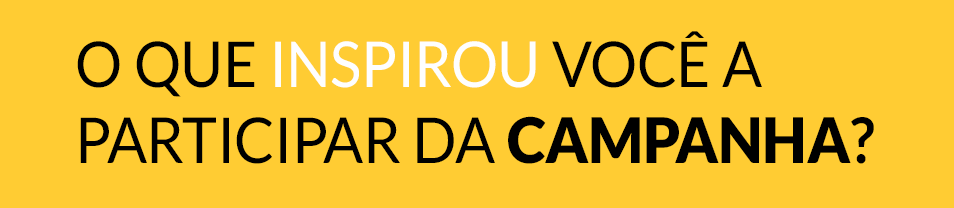 O QUE INSPIROU VOCÊ A
PARTICIPAR DA CAMPANHA?